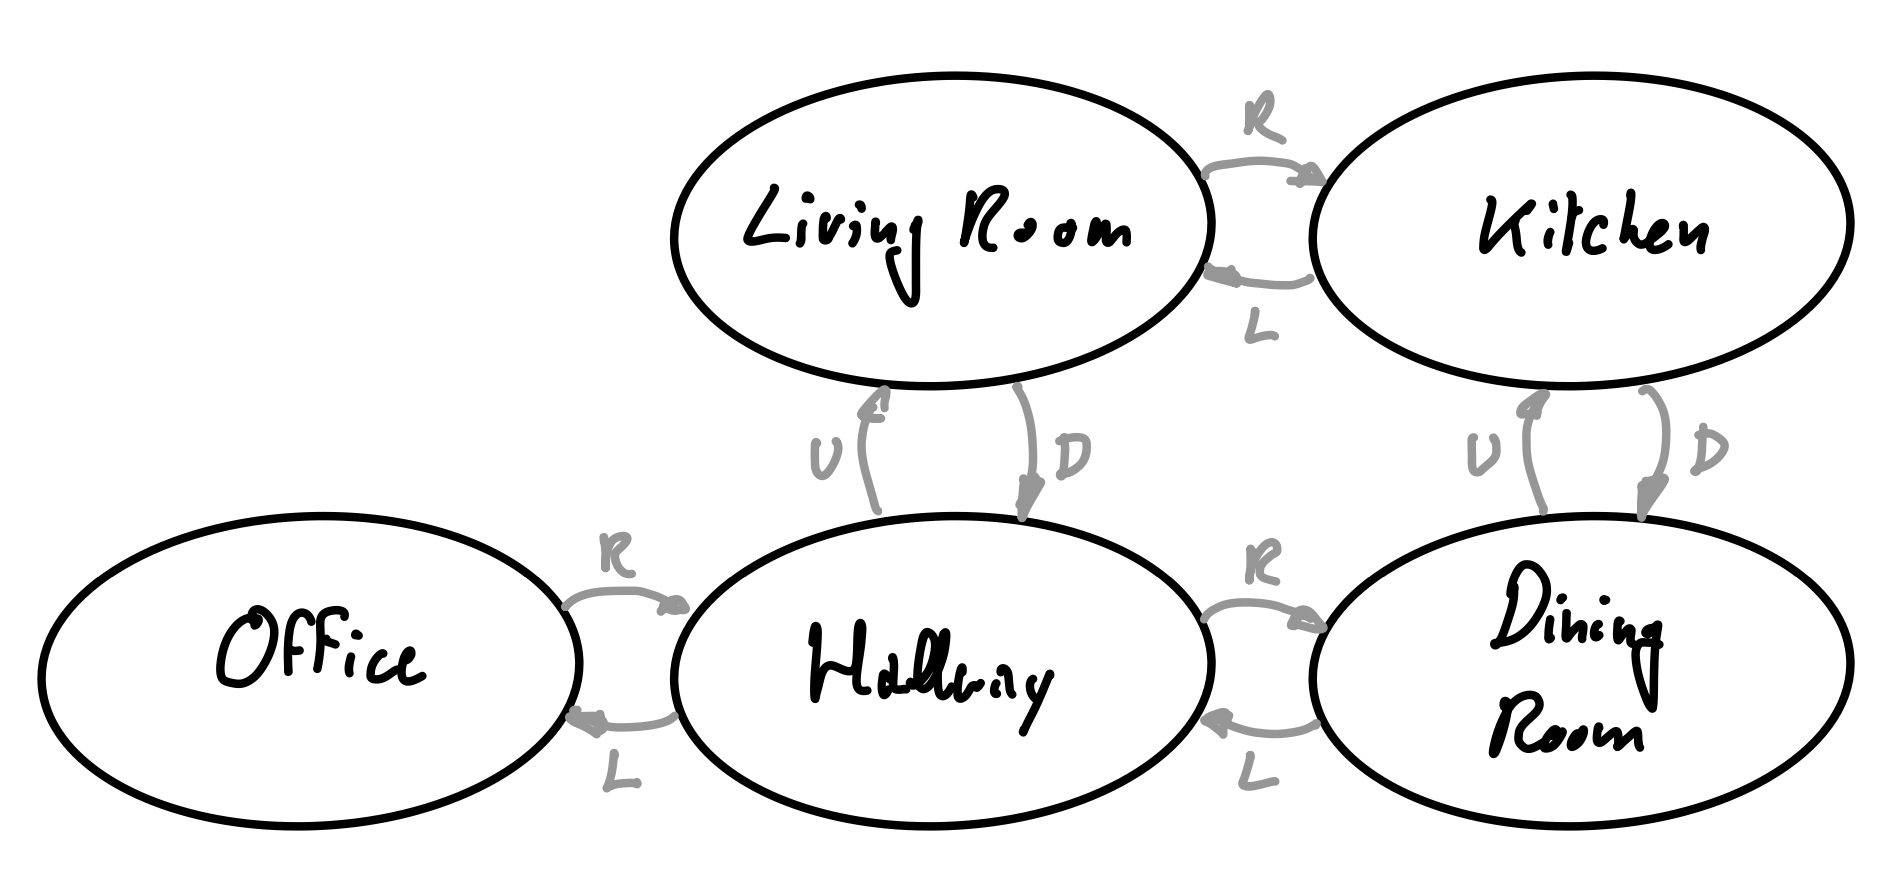 R
Living Room
Kitchen
L
U
D
U
D
R
R
Office
Hallway
Dining
Room
L
L